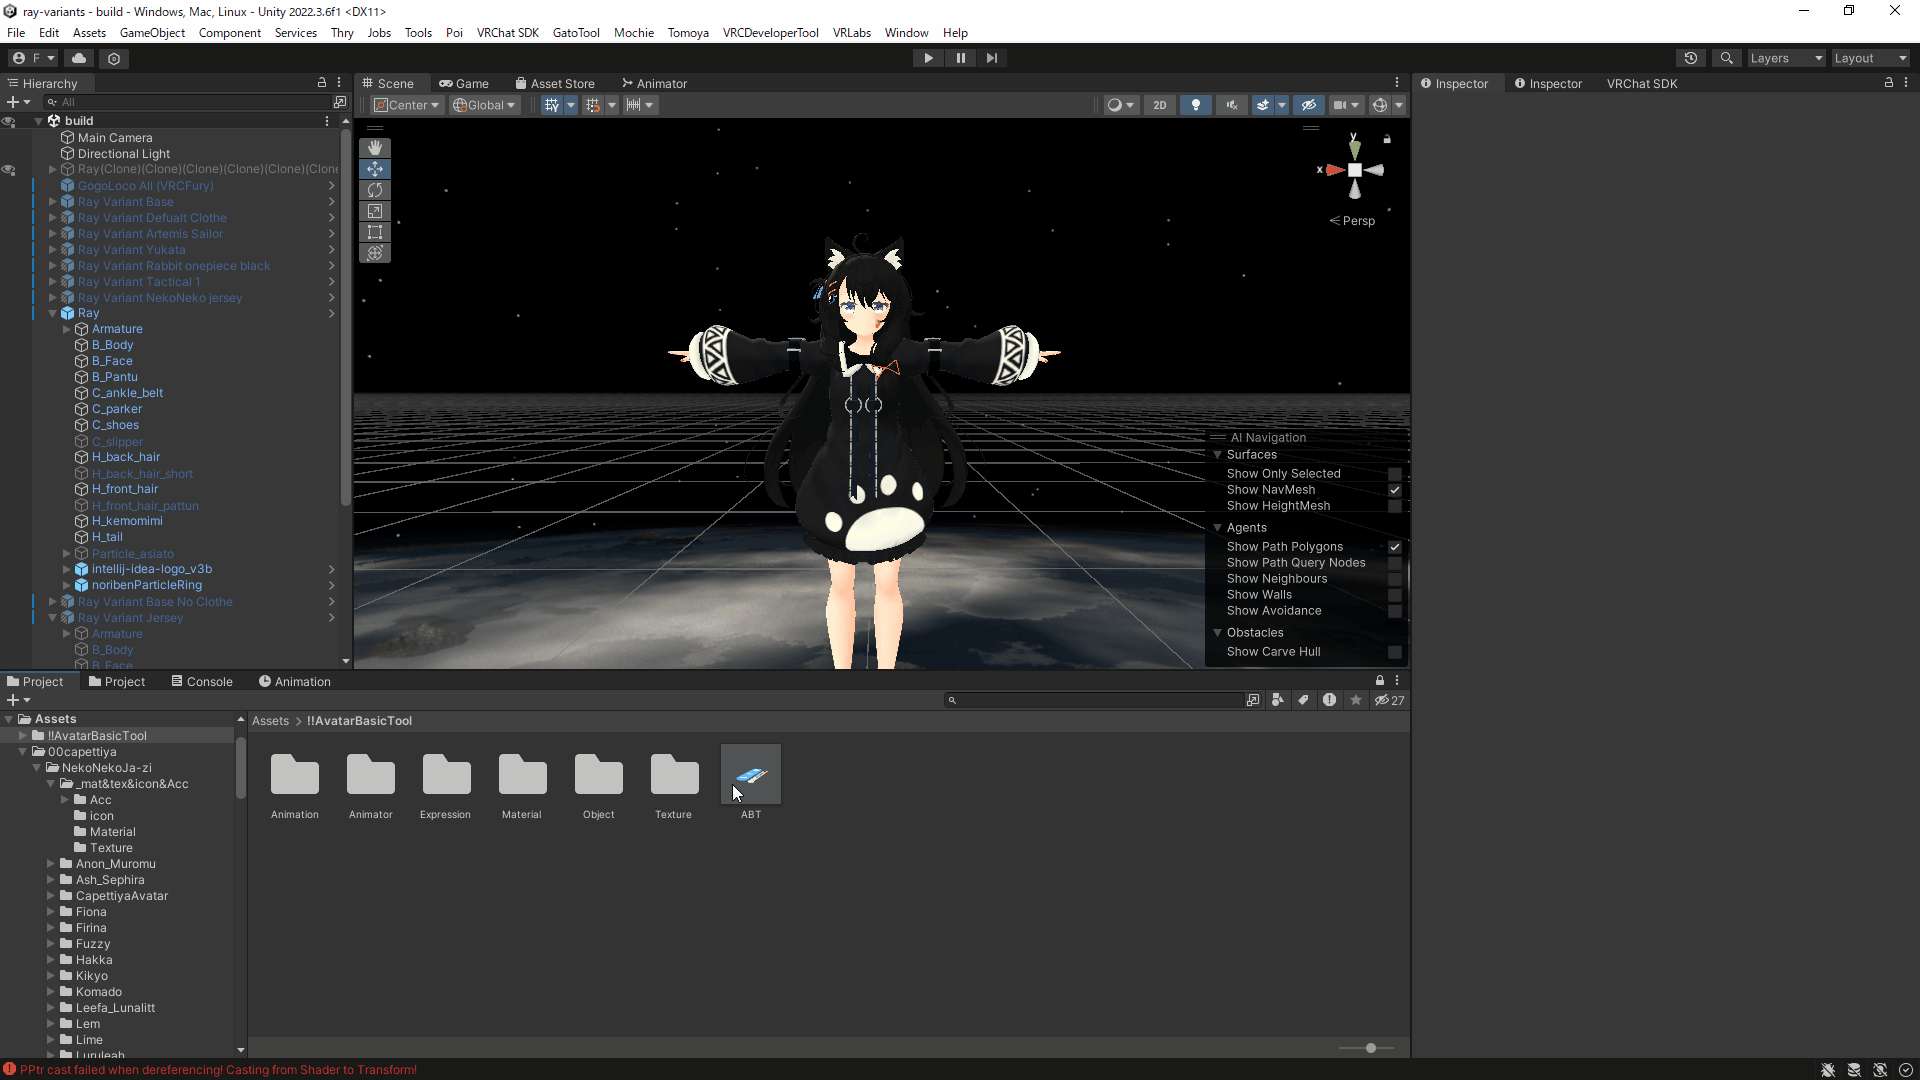 ray-variants - build - Windows, Mac, Linux - Unity 2022.3.6f1 <DX11>
File Edit Assets GameObject Component Services Thry Jobs Tools Poi VRChat SDK GatoTool Mochie Tomoya VRCDeveloperTool VRLabs Window Help
F
Layers
Layout
Hierarchy
All
build
Main Camera
Directional Light
Ray(Clone)(Clone)(Clone)(Clone)(Clone)(Clone
GogoLoco All (VRCFury)
Ray Variant Base
Ray Variant Defualt Clothe
Ray Variant Artemis Sailor
Ray Variant Yukata
Ray Variant Rabbit onepiece black
Ray Variant Tactical 1
Ray Variant NekoNeko jersey
Ray
Armature
B_Body
B_Face
B_Pantu
C_ankle_belt
C_parker
C_shoes
C_slipper
H_back_hair
H_back_hair_short
H_front_hair
H_front_hair_pattun
H_kemomimi
H_tail
Particle_asiato
intellij-idea-logo_v3b
noribenParticleRing
Ray Variant Base No Clothe
Ray Variant Jersey
Armature
B_Body
B_Face
Scene Game Asset Store Animator
Center Global 2D
y
x
Persp
AI Navigation
Surfaces
Show Only Selected
Show NavMesh
Show HeightMesh
Agents
Show Path Polygons
Show Path Query Nodes
Show Neighbours
Show Walls
Show Avoidance
Obstacles
Show Carve Hull
Inspector Inspector VRChat SDK
Project Project Console Animation
27
Assets
!!AvatarBasicTool
00capettiya
NekoNekoJa-zi
_mat&tex&icon&Acc
Acc
icon
Material
Texture
Anon_Muromu
Ash_Sephira
CapettiyaAvatar
Fiona
Firina
Fuzzy
Hakka
Kikyo
Komado
Leefa_Lunalitt
Lem
Lime
Luruleah
Assets > !!AvatarBasicTool
Animation Animator Expression Material Object Texture ABT
PPtr cast failed when dereferencing! Casting from Shader to Transform!